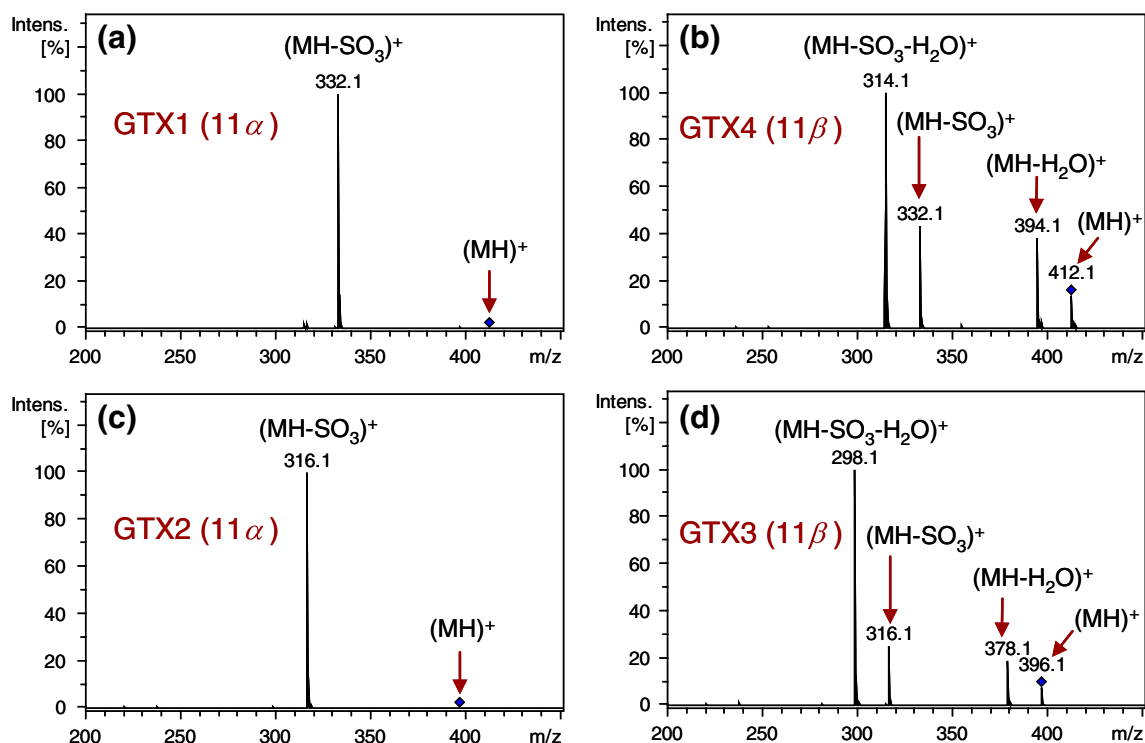 Intens.
[%]
(a)
(MH-SO₃)⁺
332.1
GTX1 (11α)
(MH)⁺
100
80
60
40
20
0
200 250 300 350 400 m/z
Intens.
[%]
(b)
(MH-SO₃-H₂O)⁺
314.1
GTX4 (11β)
(MH-SO₃)⁺
332.1
(MH-H₂O)⁺
394.1
(MH)⁺
412.1
100
80
60
40
20
0
200 250 300 350 400 m/z
Intens.
[%]
(c)
(MH-SO₃)⁺
316.1
GTX2 (11α)
(MH)⁺
100
80
60
40
20
0
200 250 300 350 400 m/z
Intens.
[%]
(d)
(MH-SO₃-H₂O)⁺
298.1
GTX3 (11β)
(MH-SO₃)⁺
316.1
(MH-H₂O)⁺
378.1
(MH)⁺
396.1
100
80
60
40
20
0
200 250 300 350 400 m/z